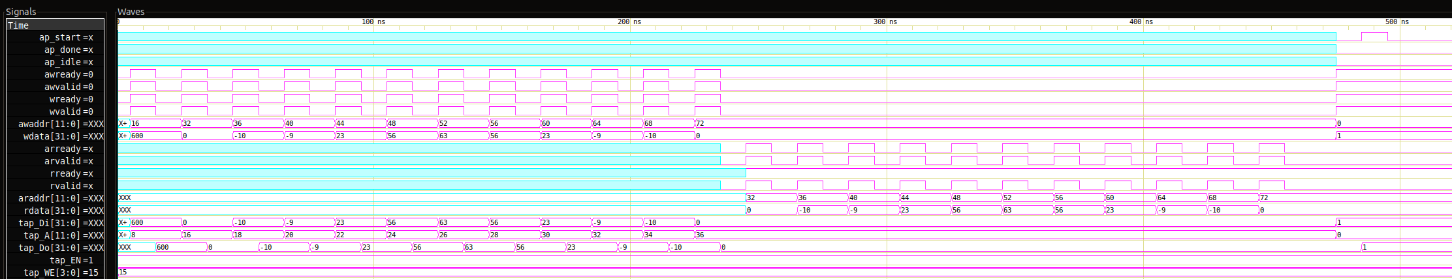 Signals
Waves
Time
0 100 ns 200 ns 300 ns 400 ns 500 ns
ap_start=x
ap_done=x
ap_idle=x
awready=0
awvalid=0
wready=0
wvalid=0
awaddr[11:0]=XXX X+ 16 32 36 40 44 48 52 56 60 64 68 72 0
wdata[31:0]=XXX X+ 600 0 -10 -9 23 56 63 56 23 -9 -10 0 1
arready=x
arvalid=x
rready=x
rvalid=x
araddr[11:0]=XXX XXX 32 36 40 44 48 52 56 60 64 68 72
rdata[31:0]=XXX XXX 0 -10 -9 23 56 63 56 23 -9 -10 0
tap_Di[31:0]=XXX X+ 600 0 -10 -9 23 56 63 56 23 -9 -10 0 1
tap_A[11:0]=XXX X+ 8 16 18 20 22 24 26 28 30 32 34 36 0
tap_Do[31:0]=XXX XXX 600 0 -10 -9 23 56 63 56 23 -9 -10 0 1
tap_EN=1
tap_WE[3:0]=15 15